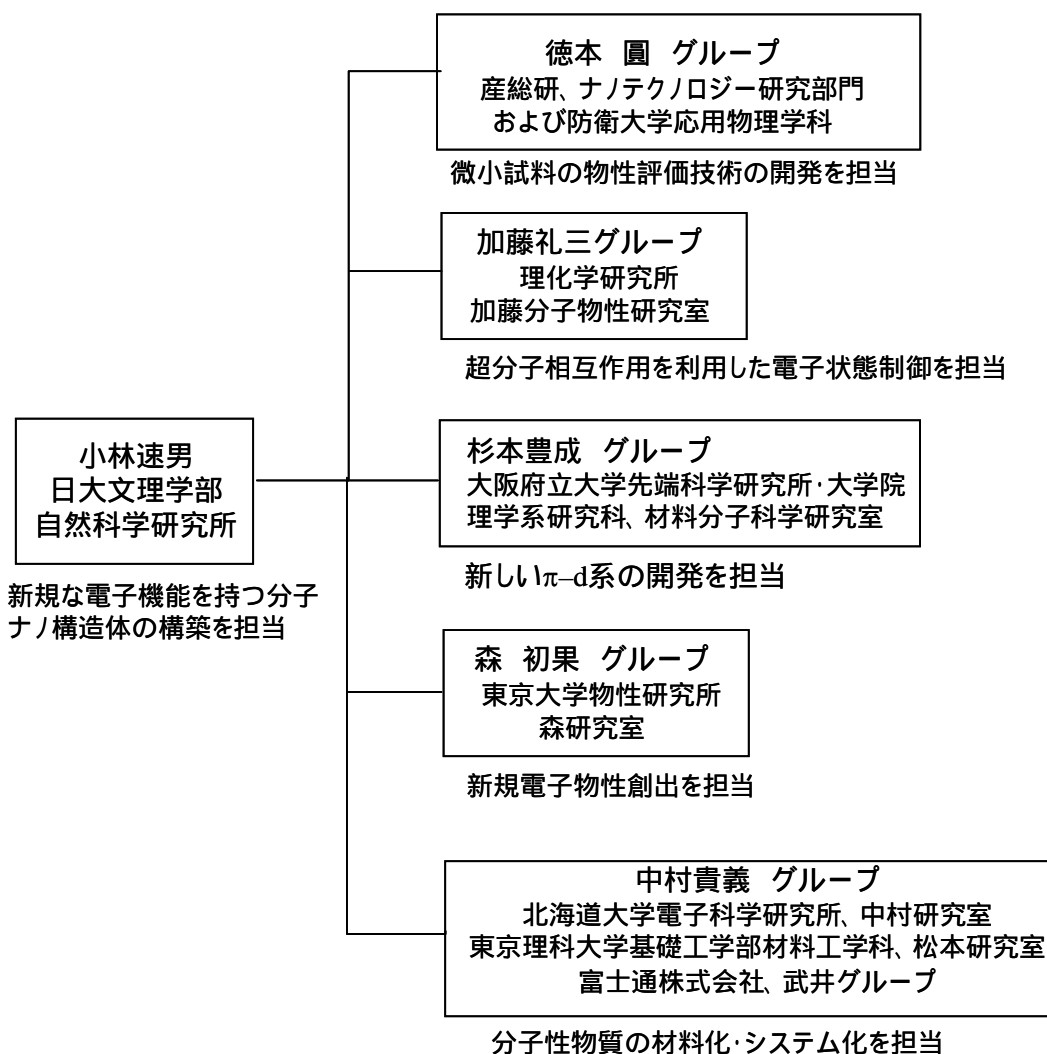 徳本 圓 グループ
産総研、ナノテクノロジー研究部門
および防衛大学応用物理学科
微小試料の物性評価技術の開発を担当
加藤礼三グループ
理化学研究所
加藤分子物性研究室
超分子相互作用を利用した電子状態制御を担当
小林速男
日大文理学部
自然科学研究所
新規な電子機能を持つ分子
ナノ構造体の構築を担当
杉本豊成 グループ
大阪府立大学先端科学研究所・大学院
理学系研究科、材料分子科学研究室
新しいπ–d系の開発を担当
森 初果 グループ
東京大学物性研究所
森研究室
新規電子物性創出を担当
中村貴義 グループ
北海道大学電子科学研究所、中村研究室
東京理科大学基礎工学部材料工学科、松本研究室
富士通株式会社、武井グループ
分子性物質の材料化・システム化を担当